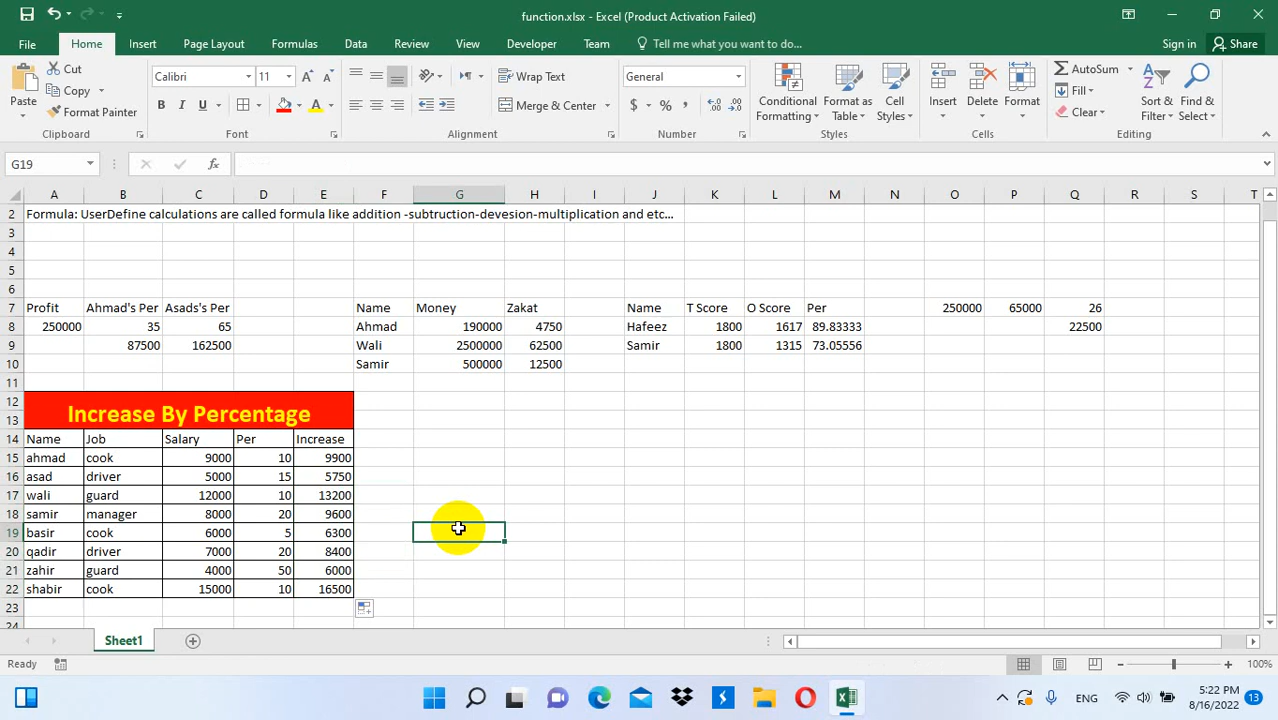 function.xlsx - Excel (Product Activation Failed)
File Home Insert Page Layout Formulas Data Review View Developer Team Tell me what you want to do... Sign in Share
Paste Cut Copy Format Painter Clipboard
Calibri 11 B I U A A A Font
Wrap Text Merge & Center Alignment
General $ % , Number
Conditional Formatting Format as Table Cell Styles Styles
Insert Delete Format Cells
AutoSum Fill Clear Sort & Filter Find & Select Editing
G19 fx
A B C D E F G H I J K L M N O P Q R S T
2 Formula: UserDefine calculations are called formula like addition -subtruction-devesion-multiplication and etc...
3
4
5
6
7 Profit Ahmad's Per Asads's Per Name Money Zakat Name T Score O Score Per 250000 65000 26
8 250000 35 65 Ahmad 190000 4750 Hafeez 1800 1617 89.83333 22500
9 87500 162500 Wali 2500000 62500 Samir 1800 1315 73.05556
10 Samir 500000 12500
11
12
Increase By Percentage
13
14 Name Job Salary Per Increase
15 ahmad cook 9000 10 9900
16 asad driver 5000 15 5750
17 wali guard 12000 10 13200
18 samir manager 8000 20 9600
19 basir cook 6000 5 6300
20 qadir driver 7000 20 8400
21 zahir guard 4000 50 6000
22 shabir cook 15000 10 16500
23
24
Sheet1
Ready 100%
ENG 5:22 PM
8/16/2022 13